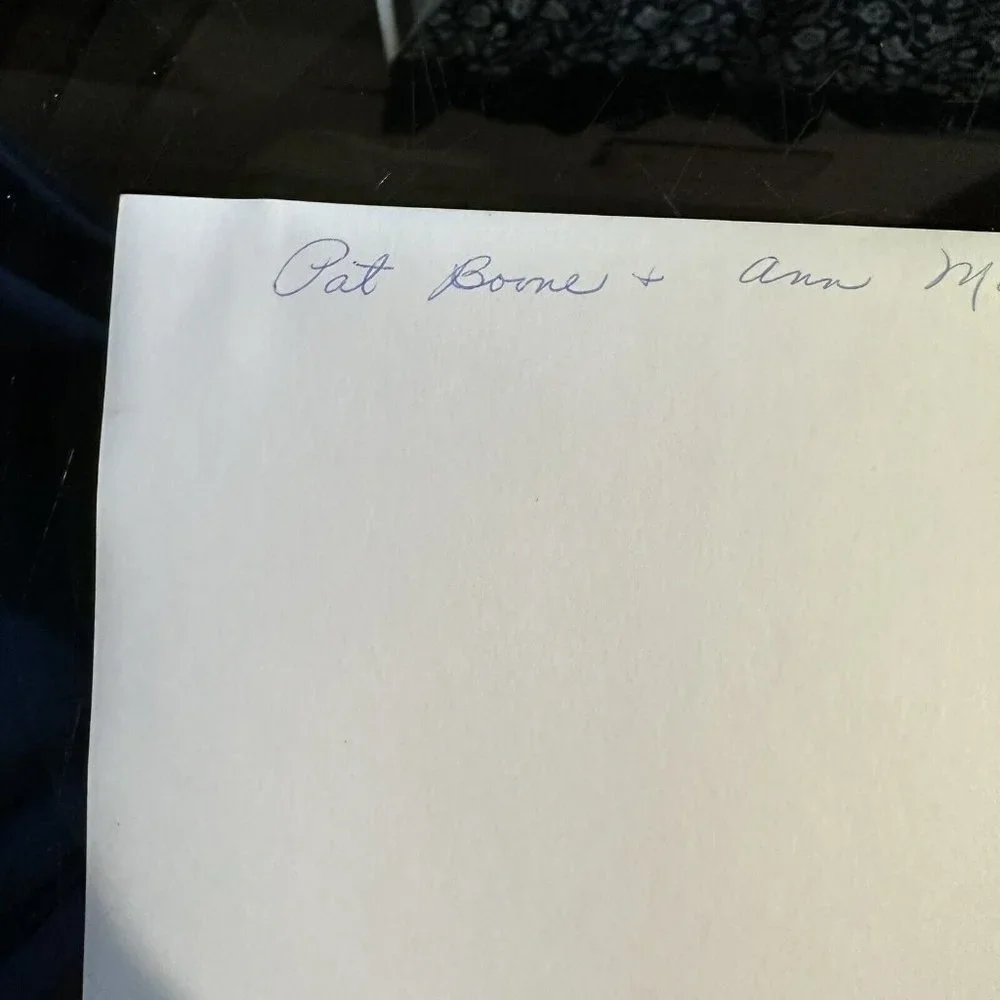 Pat Boone + Ann